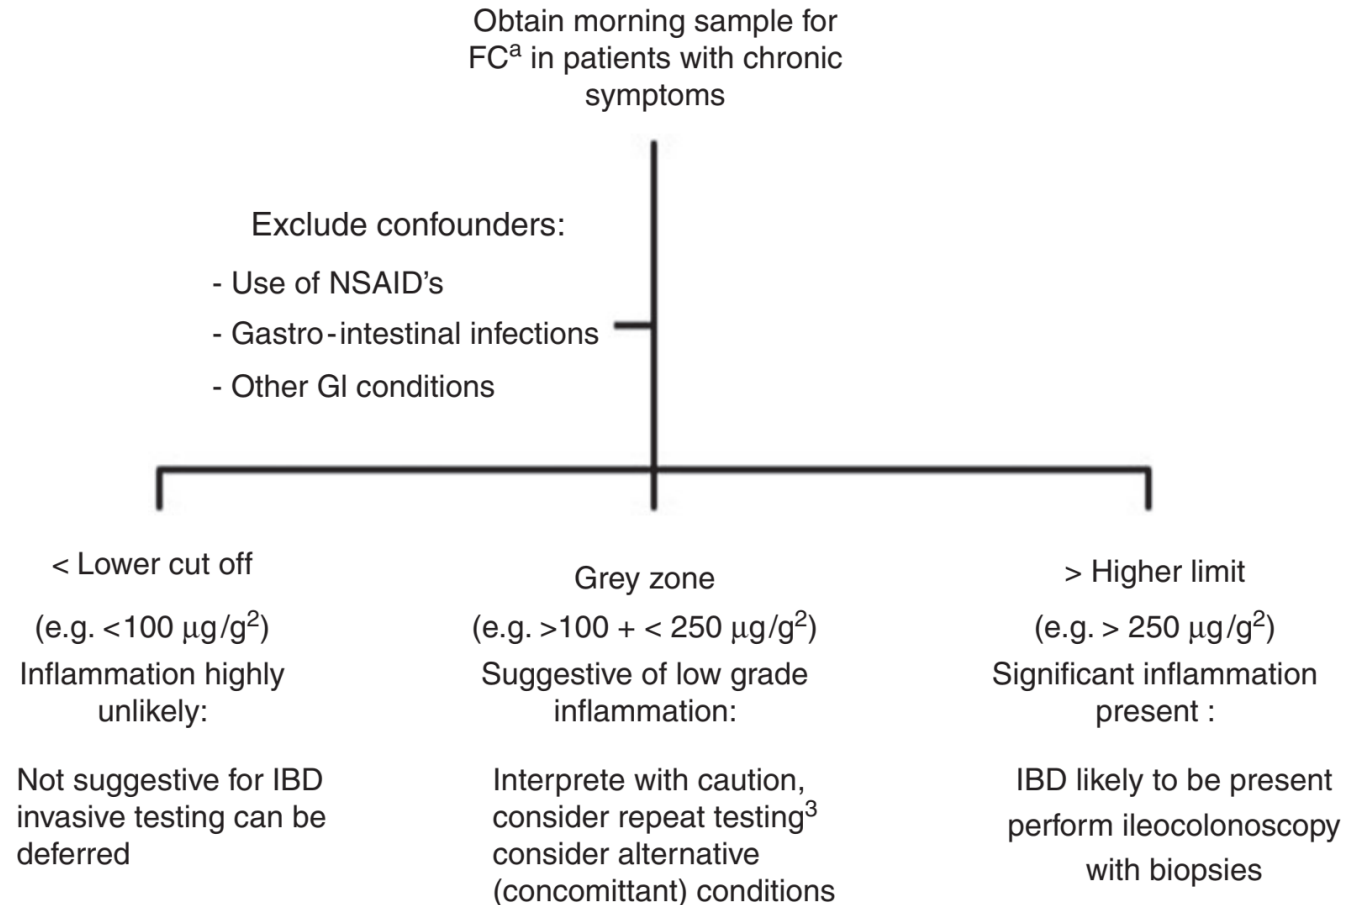 Obtain morning sample for
FCᵃ in patients with chronic
symptoms
Exclude confounders:
- Use of NSAID’s
- Gastro-intestinal infections
- Other GI conditions
< Lower cut off
(e.g. <100 μg/g²)
Inflammation highly
unlikely:
Not suggestive for IBD
invasive testing can be
deferred
Grey zone
(e.g. >100 + < 250 μg/g²)
Suggestive of low grade
inflammation:
Interprete with caution,
consider repeat testing³
consider alternative
(concomittant) conditions
> Higher limit
(e.g. > 250 μg/g²)
Significant inflammation
present :
IBD likely to be present
perform ileocolonoscopy
with biopsies